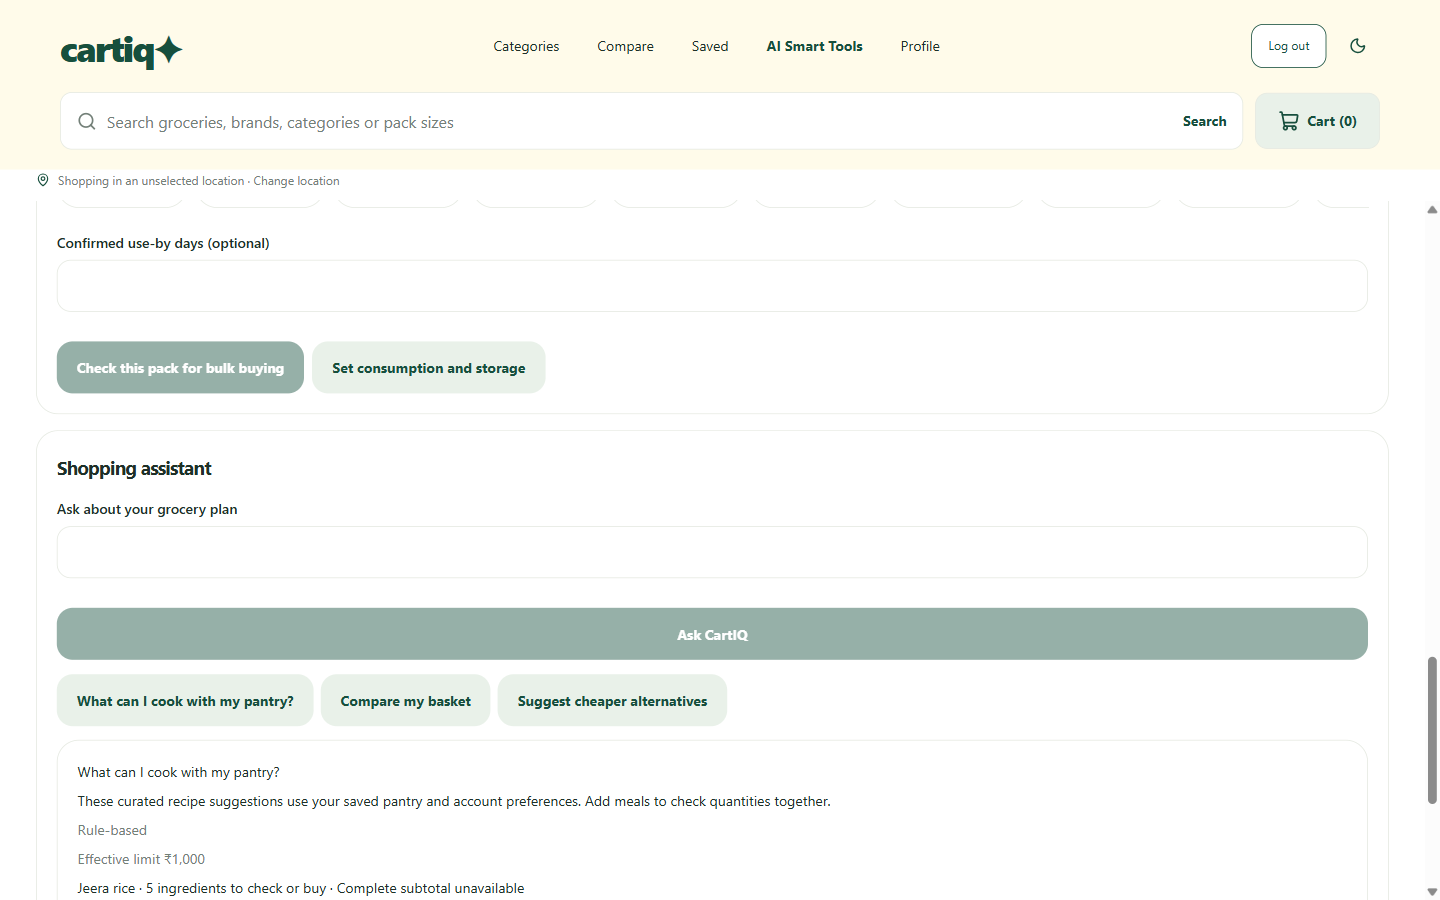 cartiq
Categories
Compare
Saved
AI Smart Tools
Profile
Log out
Search groceries, brands, categories or pack sizes
Search
Cart (0)
Shopping in an unselected location · Change location
Confirmed use-by days (optional)
Check this pack for bulk buying
Set consumption and storage
Shopping assistant
Ask about your grocery plan
Ask CartIQ
What can I cook with my pantry?
Compare my basket
Suggest cheaper alternatives
What can I cook with my pantry?
These curated recipe suggestions use your saved pantry and account preferences. Add meals to check quantities together.
Rule-based
Effective limit ₹1,000
Jeera rice · 5 ingredients to check or buy · Complete subtotal unavailable